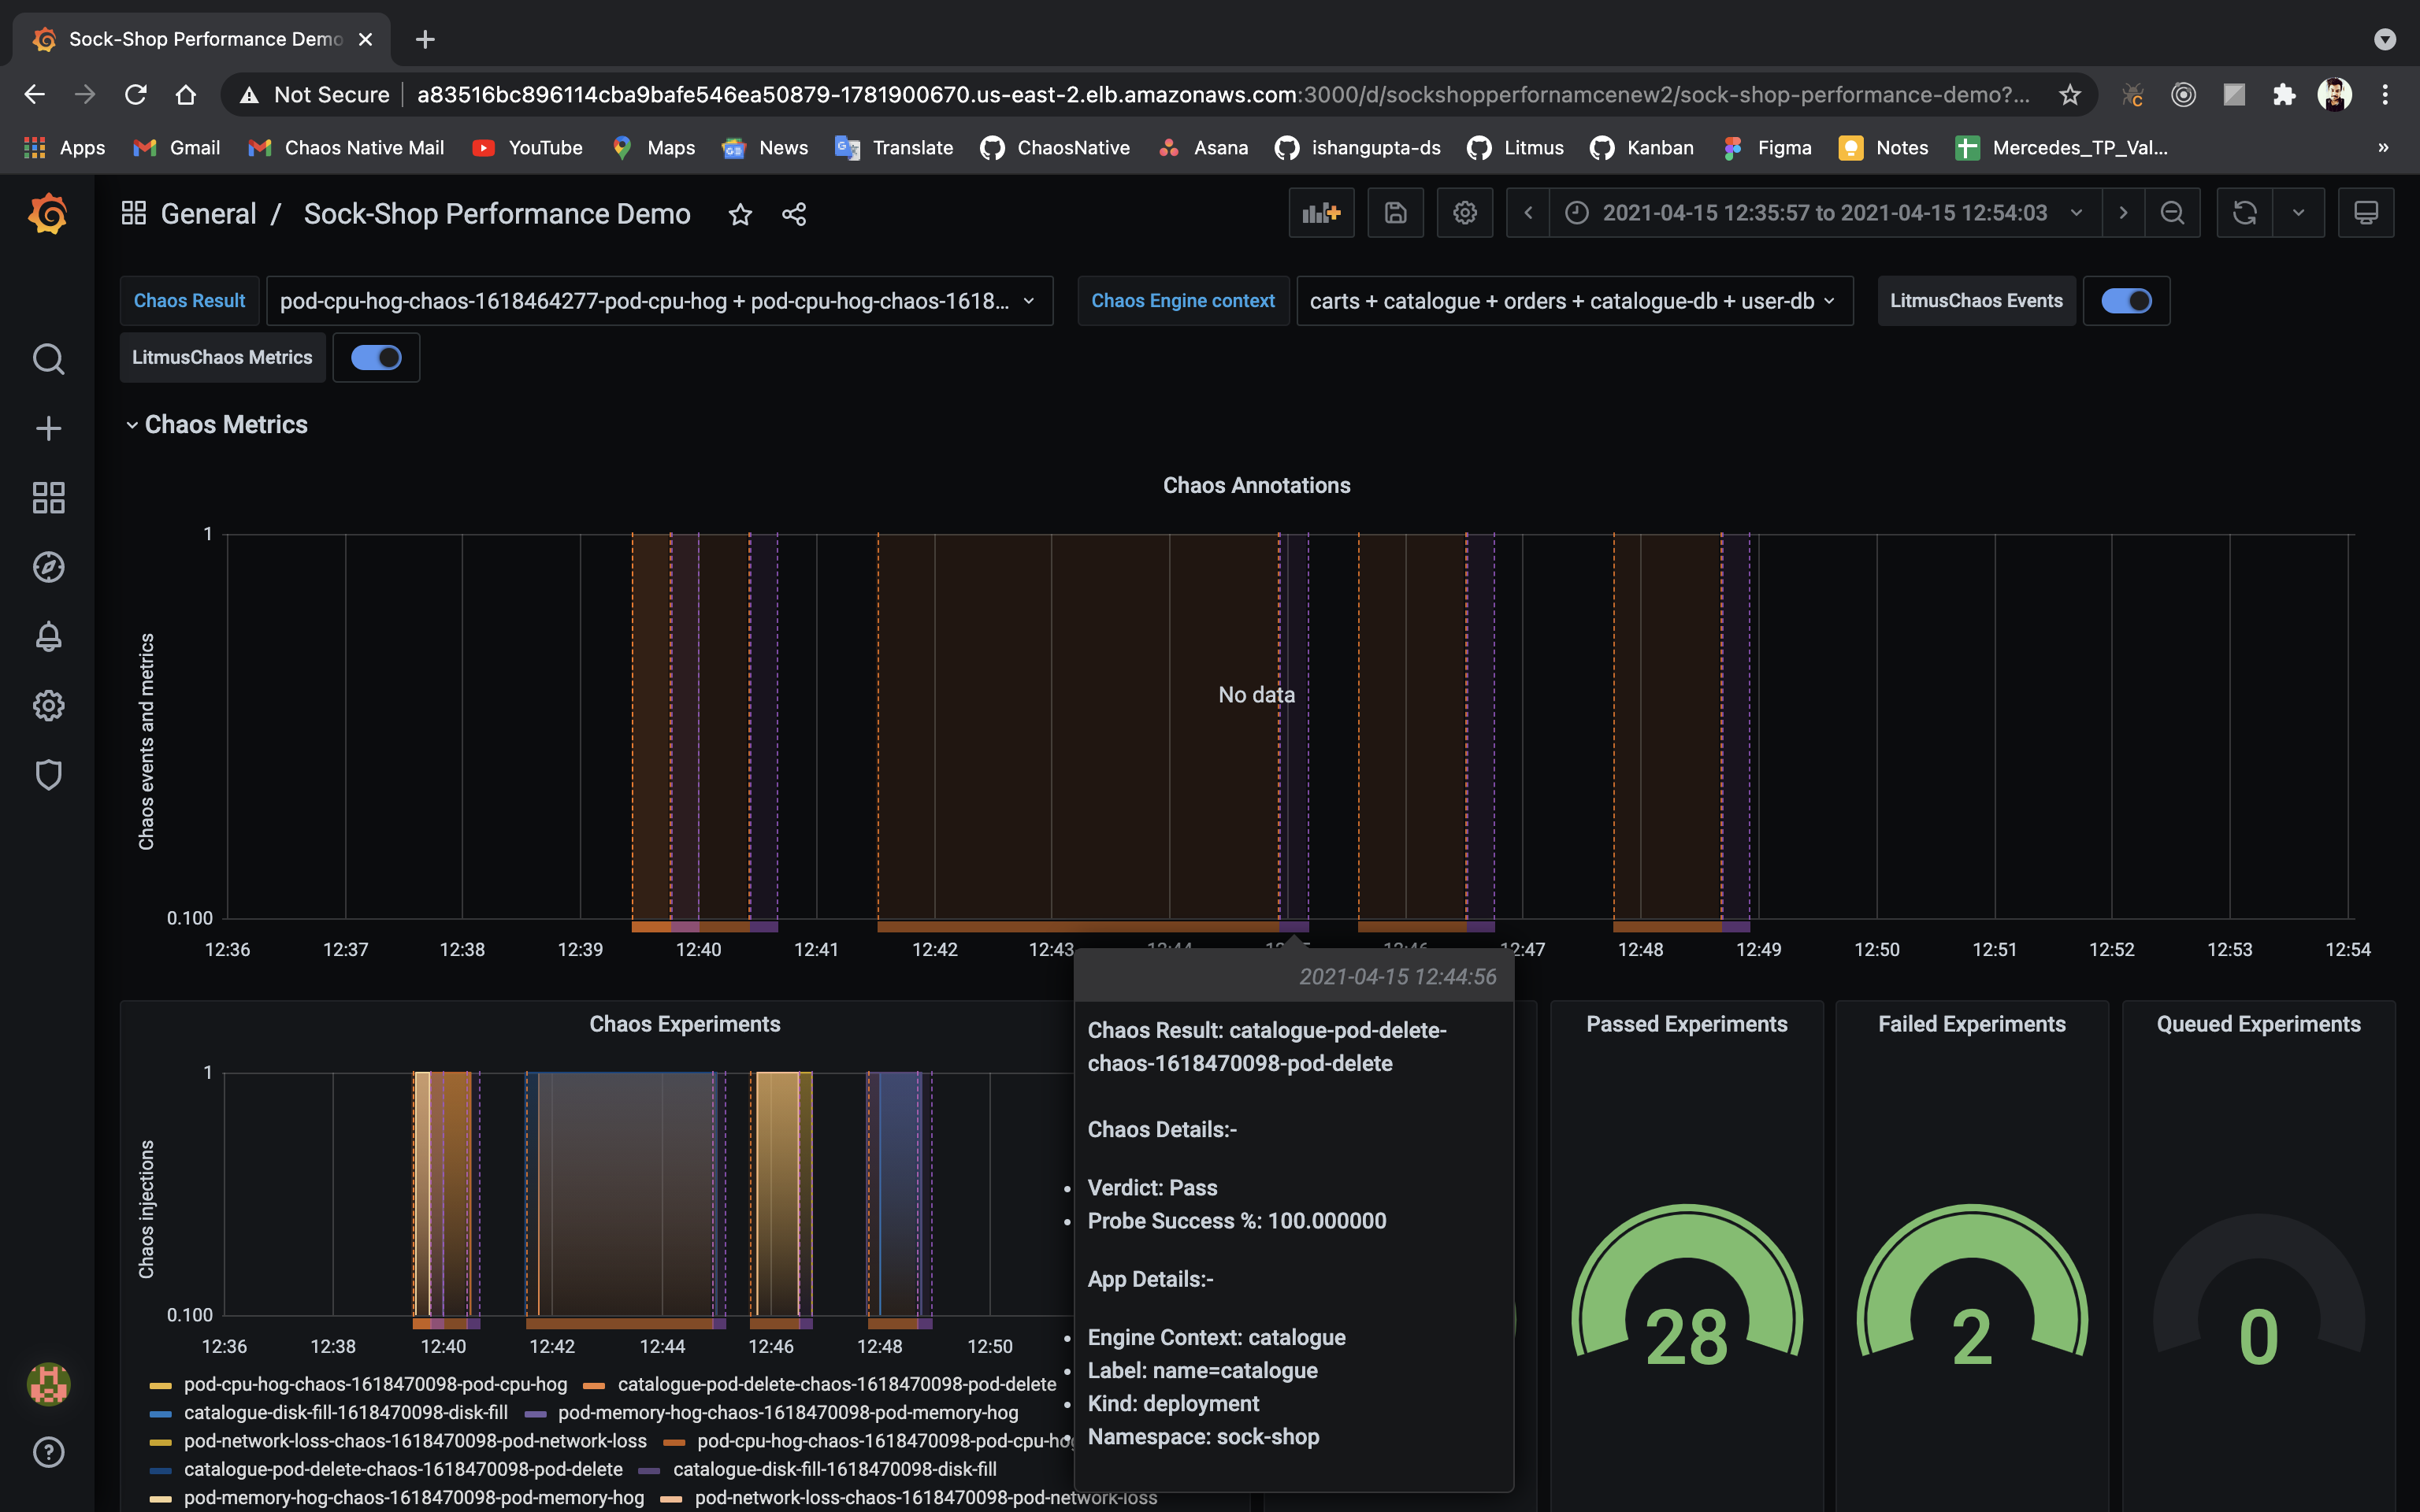 Sock-Shop Performance Demo
Not Secure
a83516bc896114cba9bafe546ea50879-1781900670.us-east-2.elb.amazonaws.com:3000/d/sockshopperfornamcenew2/sock-shop-performance-demo?...
Apps
Gmail
Chaos Native Mail
YouTube
Maps
News
Translate
ChaosNative
Asana
ishangupta-ds
Litmus
Kanban
Figma
Notes
Mercedes_TP_Val...
»
General / Sock-Shop Performance Demo
2021-04-15 12:35:57 to 2021-04-15 12:54:03
Chaos Result
pod-cpu-hog-chaos-1618464277-pod-cpu-hog + pod-cpu-hog-chaos-1618...
Chaos Engine context
carts + catalogue + orders + catalogue-db + user-db
LitmusChaos Events
LitmusChaos Metrics
Chaos Metrics
Chaos Annotations
Chaos events and metrics
1
0.100
No data
12:36 12:37 12:38 12:39 12:40 12:41 12:42 12:43 12:44 12:46 12:47 12:48 12:49 12:50 12:51 12:52 12:53 12:54
Chaos Experiments
Chaos injections
1
0.100
12:36 12:38 12:40 12:42 12:44 12:46 12:48 12:50
pod-cpu-hog-chaos-1618470098-pod-cpu-hog
catalogue-pod-delete-chaos-1618470098-pod-delete
catalogue-disk-fill-1618470098-disk-fill
pod-memory-hog-chaos-1618470098-pod-memory-hog
pod-network-loss-chaos-1618470098-pod-network-loss
pod-cpu-hog-chaos-1618470098-pod-cpu-hog
catalogue-pod-delete-chaos-1618470098-pod-delete
catalogue-disk-fill-1618470098-disk-fill
pod-memory-hog-chaos-1618470098-pod-memory-hog
pod-network-loss-chaos-1618470098-pod-network-loss
2021-04-15 12:44:56
Chaos Result: catalogue-pod-delete-
chaos-1618470098-pod-delete
Chaos Details:-
Verdict: Pass
Probe Success %: 100.000000
App Details:-
Engine Context: catalogue
Label: name=catalogue
Kind: deployment
Namespace: sock-shop
Passed Experiments
28
Failed Experiments
2
Queued Experiments
0